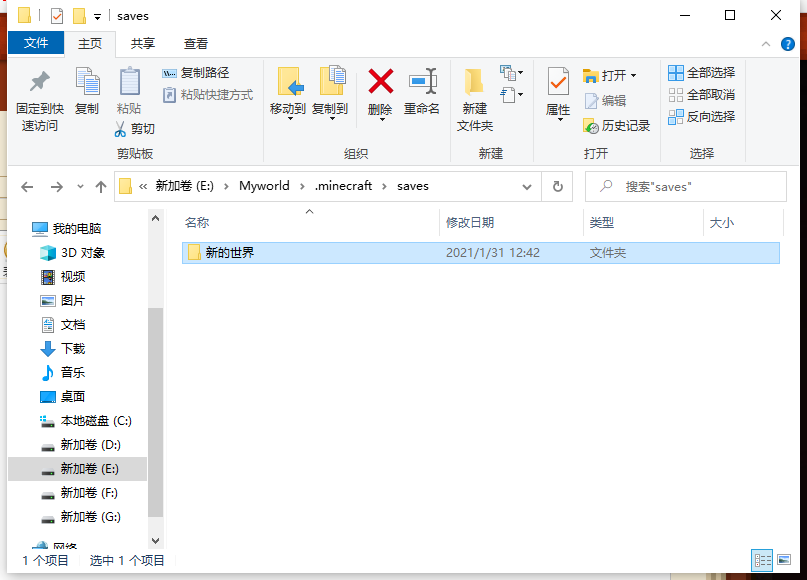 saves
文件 主页 共享 查看
固定到快速访问
复制
粘贴
复制路径
粘贴快捷方式
剪切
剪贴板
移动到
复制到
删除
重命名
组织
新建
文件夹
新建
属性
打开
编辑
历史记录
打开
全部选择
全部取消
反向选择
选择
« 新加卷 (E:) › Myworld › .minecraft › saves
搜索"saves"
名称 修改日期 类型 大小
新的世界 2021/1/31 12:42 文件夹
我的电脑
3D 对象
视频
图片
文档
下载
音乐
桌面
本地磁盘 (C:)
新加卷 (D:)
新加卷 (E:)
新加卷 (F:)
新加卷 (G:)
网络
1 个项目 选中 1 个项目